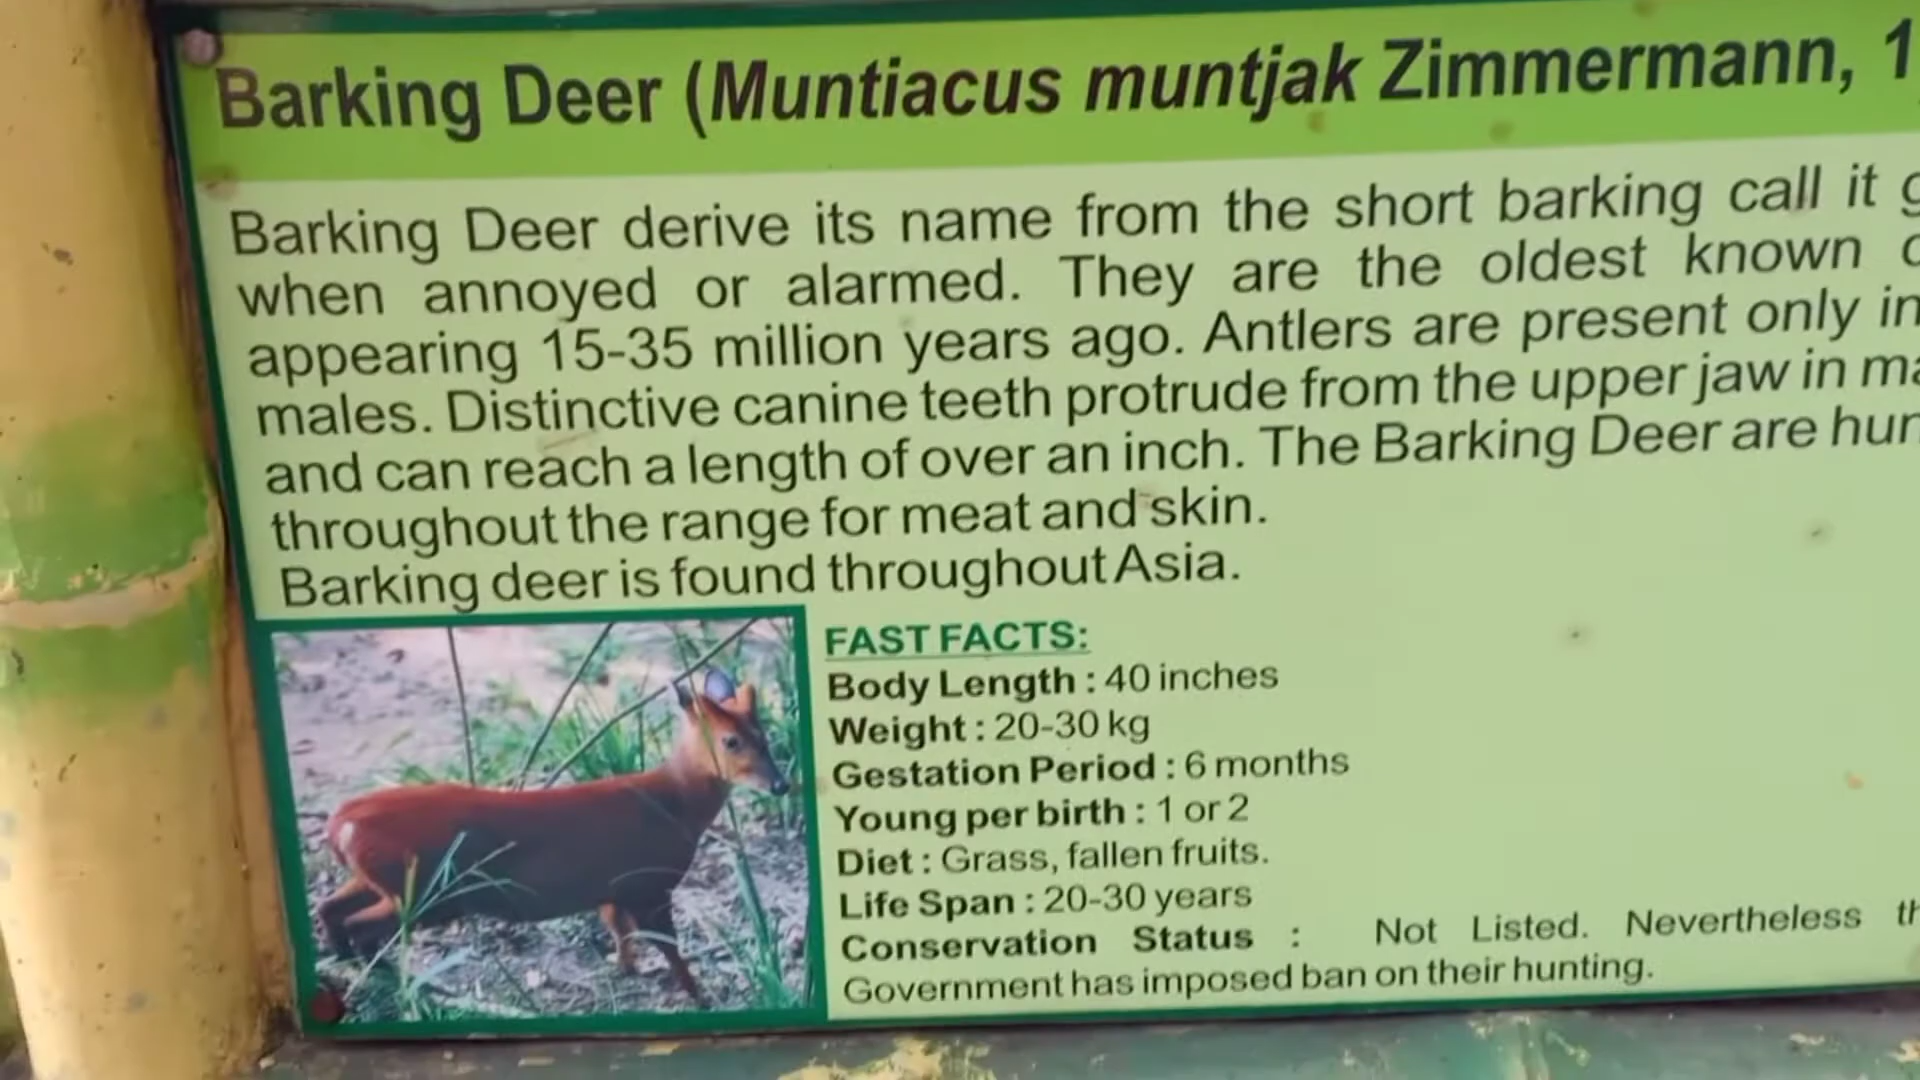 Barking Deer (Muntiacus muntjak Zimmermann, 1
Barking Deer derive its name from the short barking call it
when annoyed or alarmed. They are the oldest known
appearing 15-35 million years ago. Antlers are present only in
males. Distinctive canine teeth protrude from the upper jaw in
and can reach a length of over an inch. The Barking Deer are
throughout the range for meat and skin.
Barking deer is found throughout Asia.
FAST FACTS:
Body Length : 40 inches
Weight : 20-30 kg
Gestation Period : 6 months
Young per birth : 1 or 2
Diet : Grass, fallen fruits.
Life Span : 20-30 years
Conservation Status : Not Listed. Nevertheless
Government has imposed ban on their hunting.